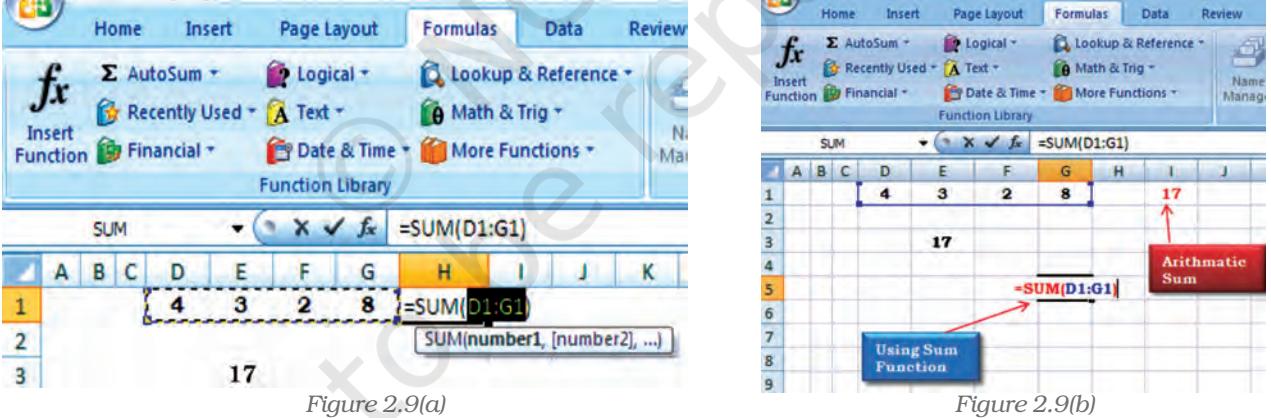 Home Insert Page Layout Formulas Data Review
fx Σ AutoSum Logical Lookup & Reference
Recently Used Text Math & Trig
Insert Function Financial Date & Time More Functions
Function Library
SUM fx =SUM(D1:G1)
A B C D E F G H I J K
1 4 3 2 8 =SUM(D1:G1)
2 SUM(number1, [number2], ...)
3 17
Figure 2.9(a)
Home Insert Page Layout Formulas Data Review
fx Σ AutoSum Logical Lookup & Reference
Recently Used Text Math & Trig Name
Insert Function Financial Date & Time More Functions Manag
Function Library
SUM fx =SUM(D1:G1)
A B C D E F G H I J
1 4 3 2 8 17
2
3 17
4 Arithmatic
5 =SUM(D1:G1) Sum
6
7 Using Sum
8 Function
9
Figure 2.9(b)